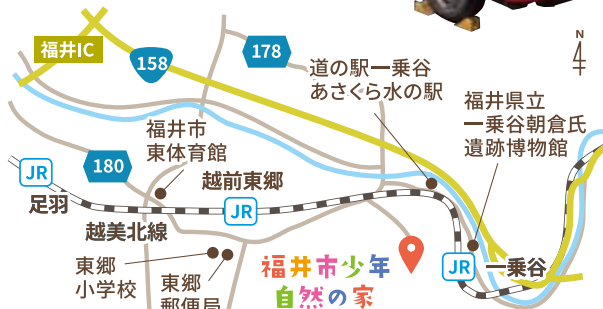 N
4
福井IC
158
178
道の駅一乗谷
あさくら水の駅
福井県立
一乗谷朝倉氏
遺跡博物館
福井市
東体育館
180
JR
足羽
越前東郷
JR
越美北線
東郷
小学校
東郷
郵便局
福井市少年
自然の家
JR
一乗谷